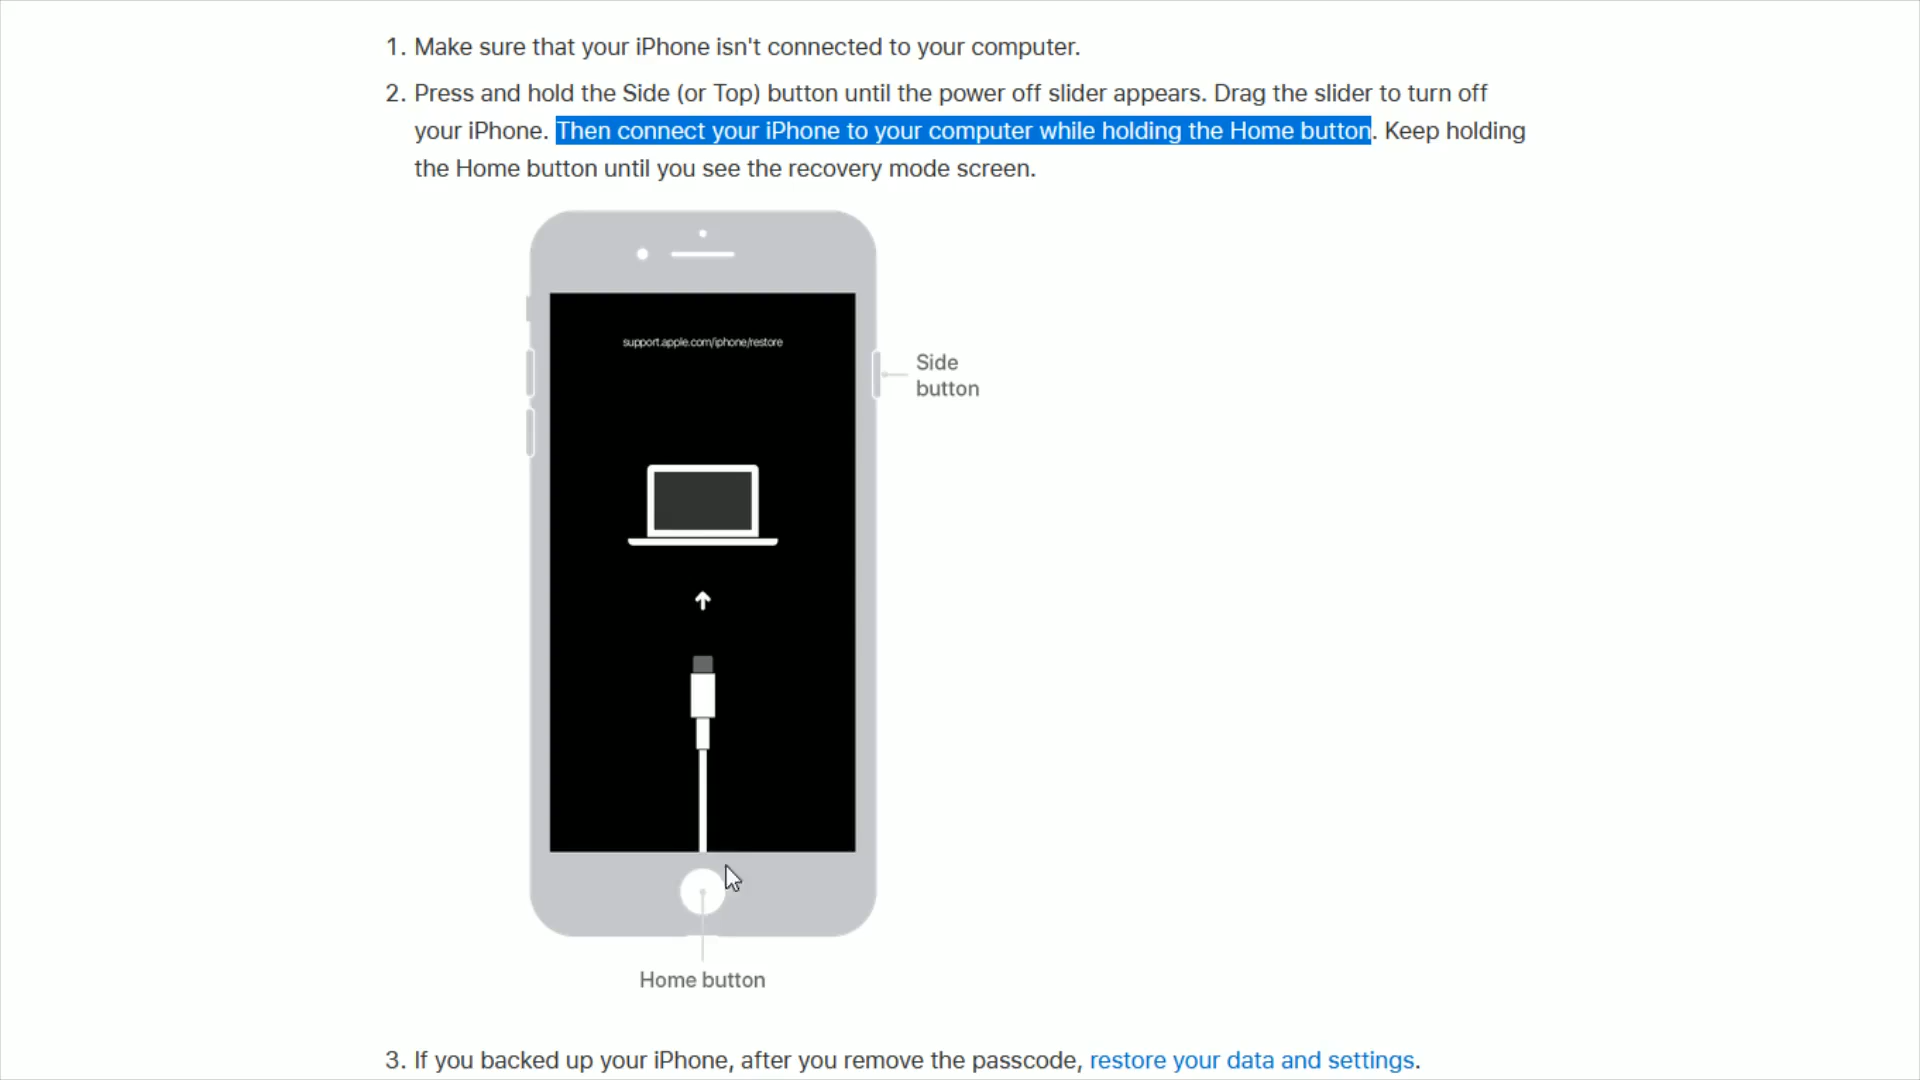 1. Make sure that your iPhone isn't connected to your computer.
2. Press and hold the Side (or Top) button until the power off slider appears. Drag the slider to turn off
your iPhone. Then connect your iPhone to your computer while holding the Home button. Keep holding
the Home button until you see the recovery mode screen.
support.apple.com/iphone/restore
Side
button
Home button
3. If you backed up your iPhone, after you remove the passcode, restore your data and settings.